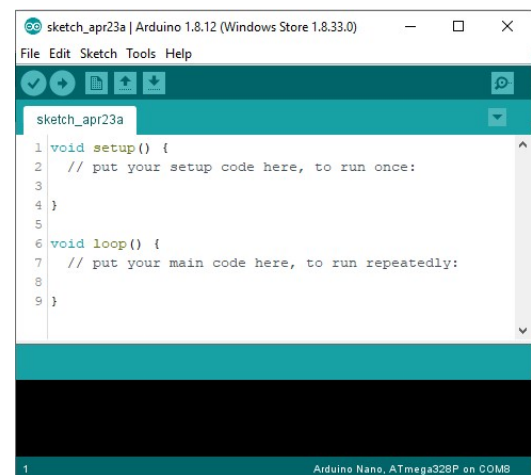 sketch_apr23a | Arduino 1.8.12 (Windows Store 1.8.33.0)
File Edit Sketch Tools Help
sketch_apr23a
1 void setup() {
2   // put your setup code here, to run once:
3
4 }
5
6 void loop() {
7   // put your main code here, to run repeatedly:
8
9 }
1 Arduino Nano, ATmega328P on COM8